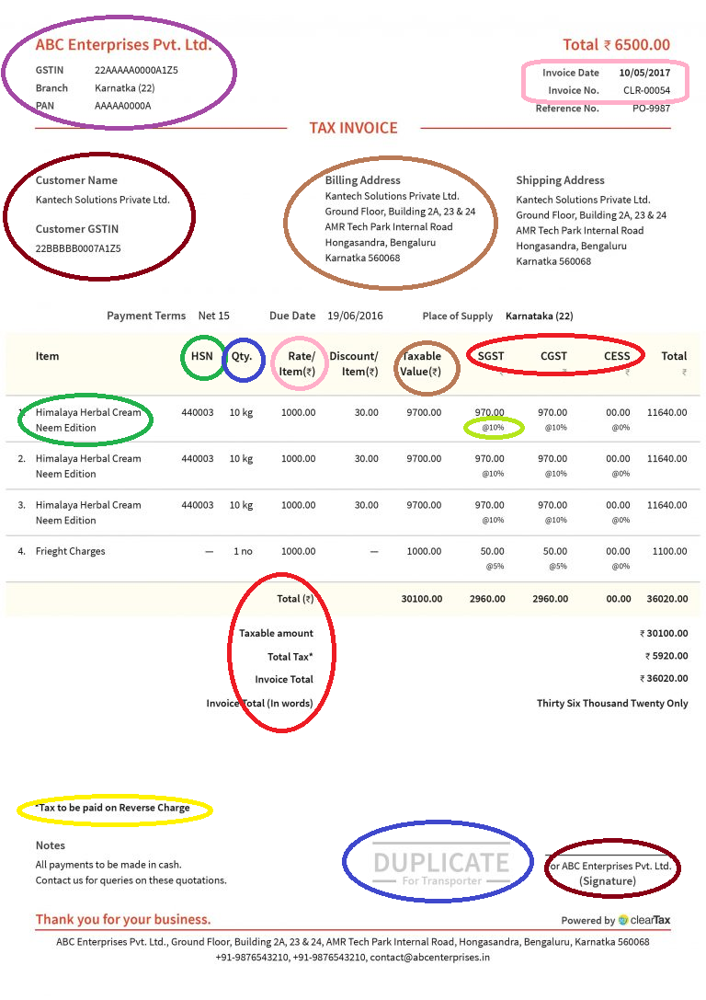 ABC Enterprises Pvt. Ltd.
Total ₹ 6500.00
GSTIN 22AAAAA0000A1Z5
Branch Karnatka (22)
PAN AAAAA0000A
Invoice Date 10/05/2017
Invoice No. CLR-00054
Reference No. PO-9987
TAX INVOICE
Customer Name
Kantech Solutions Private Ltd.
Customer GSTIN
22BBBBB0007A1Z5
Billing Address
Kantech Solutions Private Ltd.
Ground Floor, Building 2A, 23 & 24
AMR Tech Park Internal Road
Hongasandra, Bengaluru
Karnatka 560068
Shipping Address
Kantech Solutions Private Ltd.
Ground Floor, Building 2A, 23 & 24
AMR Tech Park Internal Road
Hongasandra, Bengaluru
Karnatka 560068
Payment Terms Net 15 Due Date 19/06/2016 Place of Supply Karnataka (22)
Item HSN Qty. Rate/ Discount/ Taxable SGST CGST CESS Total
Item(₹) Item(₹) Value(₹) ₹ ₹ ₹ ₹
1. Himalaya Herbal Cream 440003 10 kg 1000.00 30.00 9700.00 970.00 970.00 00.00 11640.00
Neem Edition @10% @10% @0%
2. Himalaya Herbal Cream 440003 10 kg 1000.00 30.00 9700.00 970.00 970.00 00.00 11640.00
Neem Edition @10% @10% @0%
3. Himalaya Herbal Cream 440003 10 kg 1000.00 30.00 9700.00 970.00 970.00 00.00 11640.00
Neem Edition @10% @10% @0%
4. Frieght Charges — 1 no 1000.00 — 1000.00 50.00 50.00 00.00 1100.00
@5% @5% @0%
Total (₹) 30100.00 2960.00 2960.00 00.00 36020.00
Taxable amount ₹ 30100.00
Total Tax* ₹ 5920.00
Invoice Total ₹ 36020.00
Invoice Total (In words) Thirty Six Thousand Twenty Only
*Tax to be paid on Reverse Charge
Notes
All payments to be made in cash.
Contact us for queries on these quotations.
DUPLICATE
For Transporter
For ABC Enterprises Pvt. Ltd.
(Signature)
Thank you for your business.
Powered by clearTax
ABC Enterprises Pvt. Ltd., Ground Floor, Building 2A, 23 & 24, AMR Tech Park Internal Road, Hongasandra, Bengaluru, Karnatka 560068
+91-9876543210, +91-9876543210, contact@abcenterprises.in